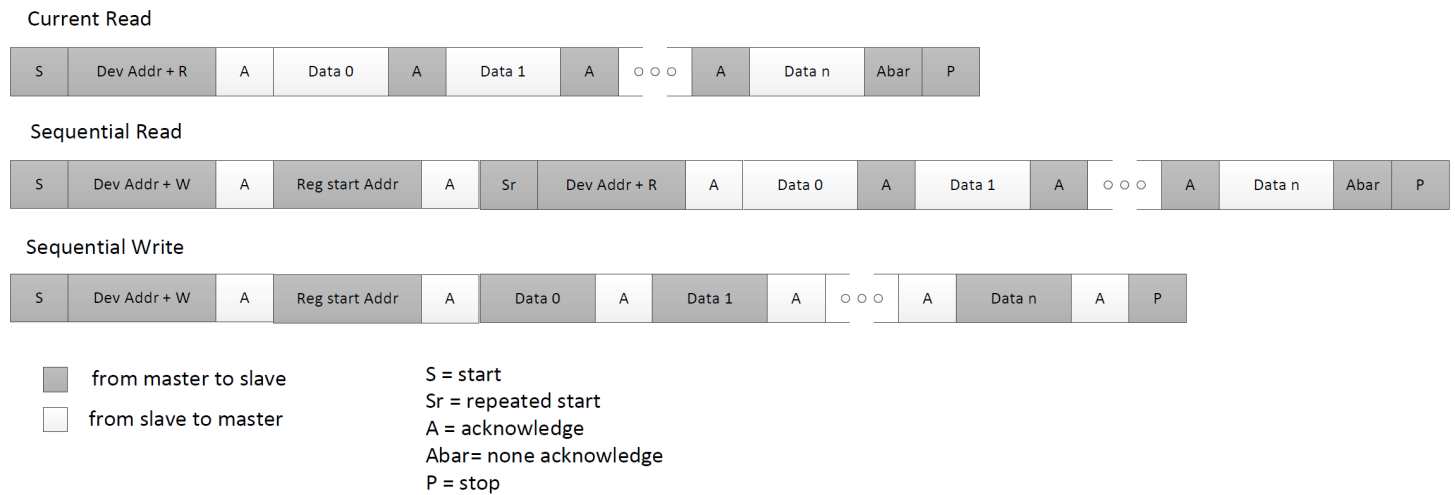 Current Read
S Dev Addr + R A Data 0 A Data 1 A A Data n Abar P
Sequential Read
S Dev Addr + W A Reg start Addr A Sr Dev Addr + R A Data 0 A Data 1 A A Data n Abar P
Sequential Write
S Dev Addr + W A Reg start Addr A Data 0 A Data 1 A A Data n A P
from master to slave
from slave to master
S = start
Sr = repeated start
A = acknowledge
Abar= none acknowledge
P = stop